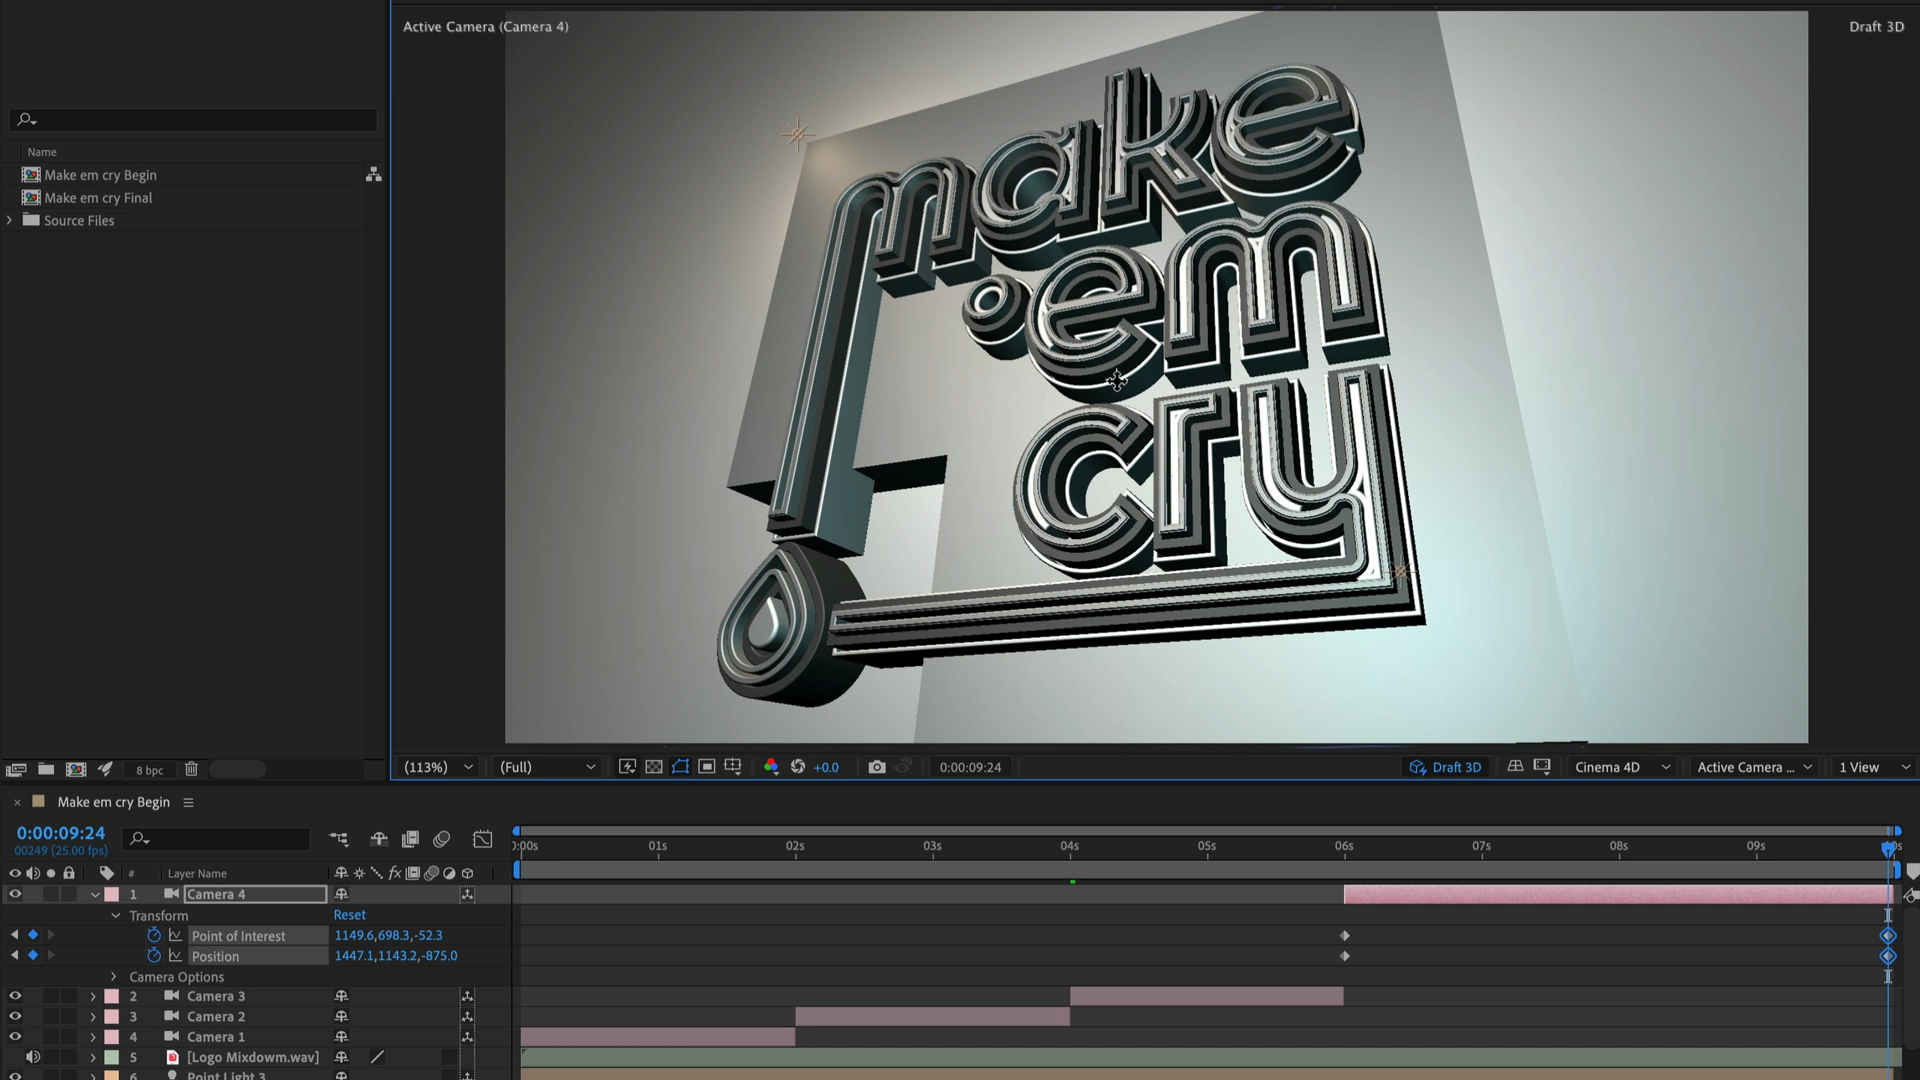 Active Camera (Camera 4)
Draft 3D
make
'em
cry
Name
Make em cry Begin
Make em cry Final
Source Files
8 bpc
(113%)
(Full)
+0.0
0:00:09:24
Draft 3D
Cinema 4D
Active Camera ...
1 View
Make em cry Begin
0:00:09:24
00249 (25.00 fps)
0:00s 01s 02s 03s 04s 05s 06s 07s 08s 09s
# Layer Name
1 Camera 4
Transform Reset
Point of Interest 1149.6,698.3,-52.3
Position 1447.1,1143.2,-875.0
Camera Options
2 Camera 3
3 Camera 2
4 Camera 1
5 [Logo Mixdowm.wav]
6 Point Light 3